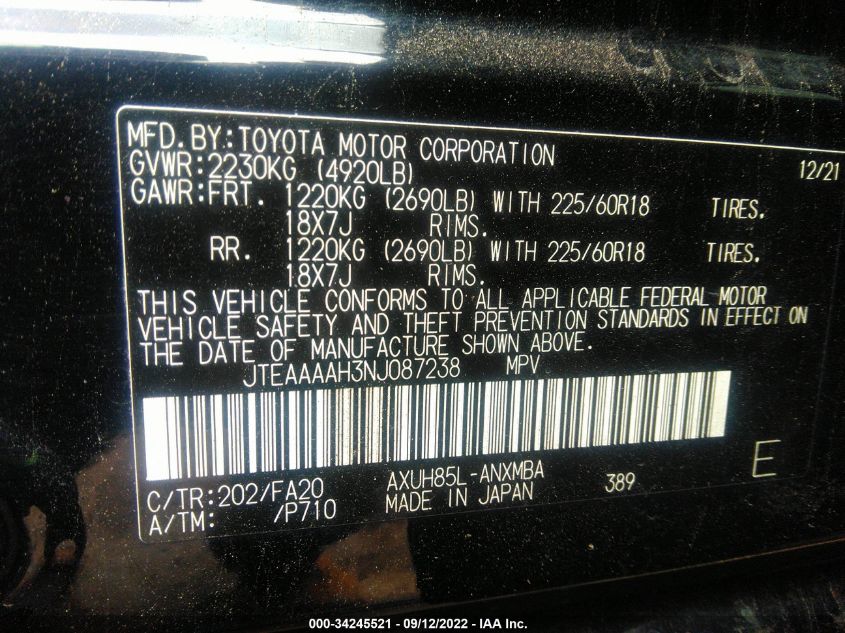 MFD.BY:TOYOTA MOTOR CORPORATION 12/21
GVWR:2230KG (4920LB)
GAWR:FRT. 1220KG (2690LB) WITH 225/60R18 TIRES.
18X7J RIMS.
RR. 1220KG (2690LB) WITH 225/60R18 TIRES.
18X7J RIMS.
THIS VEHICLE CONFORMS TO ALL APPLICABLE FEDERAL MOTOR
VEHICLE SAFETY AND THEFT PREVENTION STANDARDS IN EFFECT ON
THE DATE OF MANUFACTURE SHOWN ABOVE.
JTEAAAAH3NJ087238 MPV
C/TR:202/FA20 AXUH85L-ANXMBA 389 E
A/TM: /P710 MADE IN JAPAN
000-34245521 - 09/12/2022 - IAA Inc.